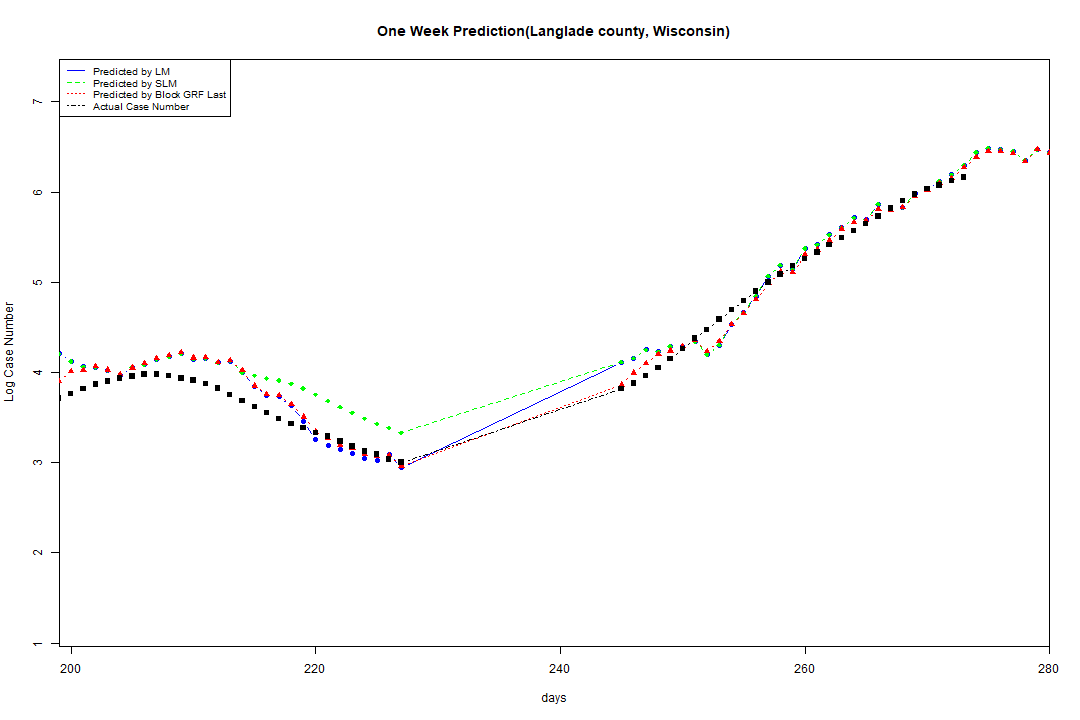 One Week Prediction(Langlade county, Wisconsin)
Predicted by LM
Predicted by SLM
Predicted by Block GRF Last
Actual Case Number
Log Case Number
7
6
5
4
3
2
1
200 220 240 260 280
days